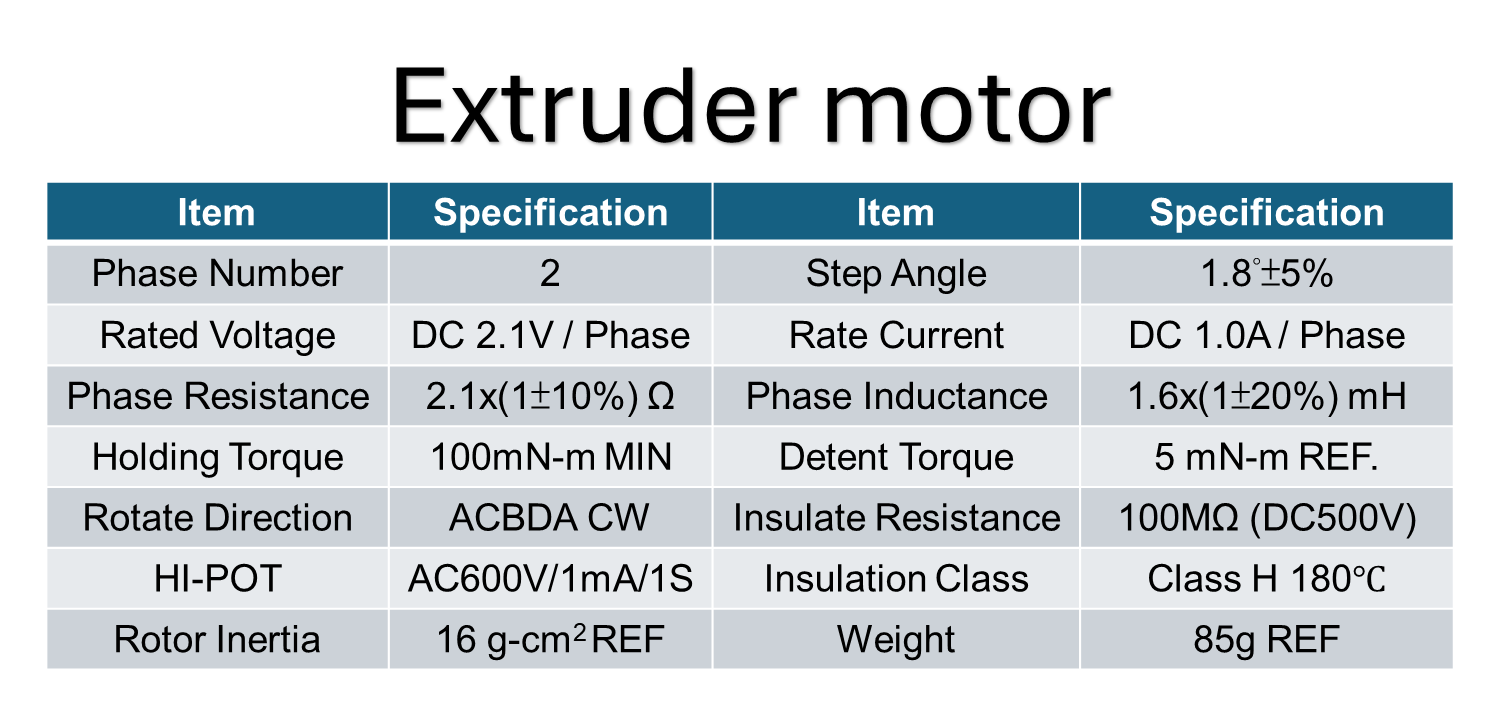 Extruder motor
Item Specification Item Specification
Phase Number 2 Step Angle 1.8°±5%
Rated Voltage DC 2.1V / Phase Rate Current DC 1.0A / Phase
Phase Resistance 2.1x(1±10%) Ω Phase Inductance 1.6x(1±20%) mH
Holding Torque 100mN-m MIN Detent Torque 5 mN-m REF.
Rotate Direction ACBDA CW Insulate Resistance 100MΩ (DC500V)
HI-POT AC600V/1mA/1S Insulation Class Class H 180℃
Rotor Inertia 16 g-cm² REF Weight 85g REF